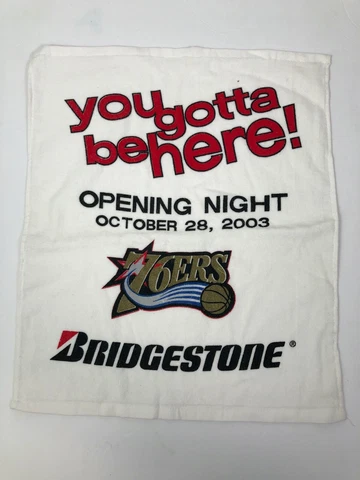 you gotta
be here!
OPENING NIGHT
OCTOBER 28, 2003
76ERS
BRIDGESTONE®